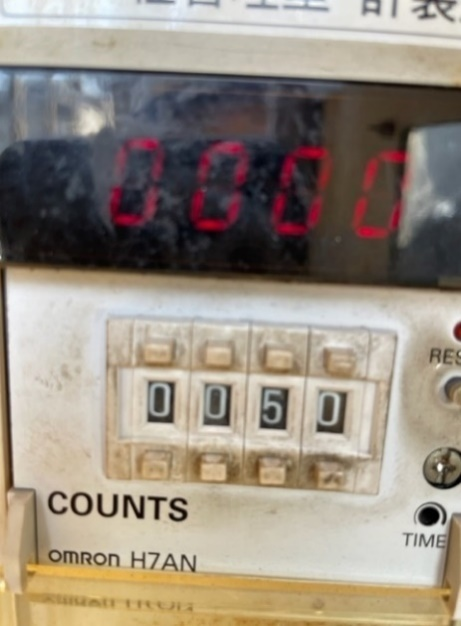 0000
RES
0050
COUNTS
TIME
omron H7AN